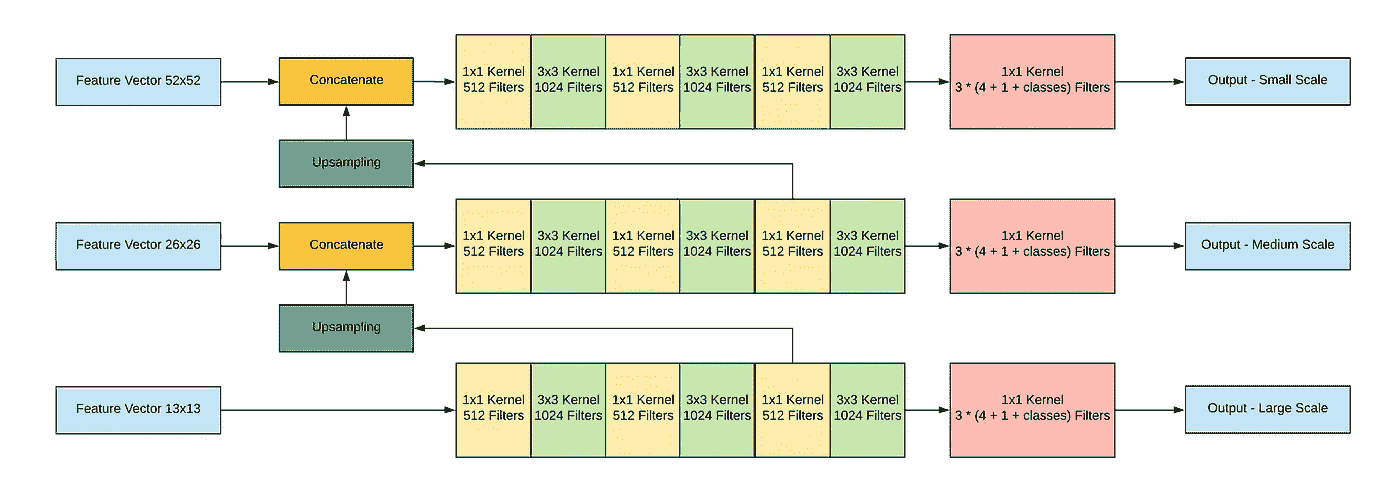 Feature Vector 52x52
Concatenate
1x1 Kernel
512 Filters
3x3 Kernel
1024 Filters
1x1 Kernel
512 Filters
3x3 Kernel
1024 Filters
1x1 Kernel
512 Filters
3x3 Kernel
1024 Filters
1x1 Kernel
3 * (4 + 1 + classes) Filters
Output - Small Scale
Upsampling
Feature Vector 26x26
Concatenate
1x1 Kernel
512 Filters
3x3 Kernel
1024 Filters
1x1 Kernel
512 Filters
3x3 Kernel
1024 Filters
1x1 Kernel
512 Filters
3x3 Kernel
1024 Filters
1x1 Kernel
3 * (4 + 1 + classes) Filters
Output - Medium Scale
Upsampling
Feature Vector 13x13
1x1 Kernel
512 Filters
3x3 Kernel
1024 Filters
1x1 Kernel
512 Filters
3x3 Kernel
1024 Filters
1x1 Kernel
512 Filters
3x3 Kernel
1024 Filters
1x1 Kernel
3 * (4 + 1 + classes) Filters
Output - Large Scale